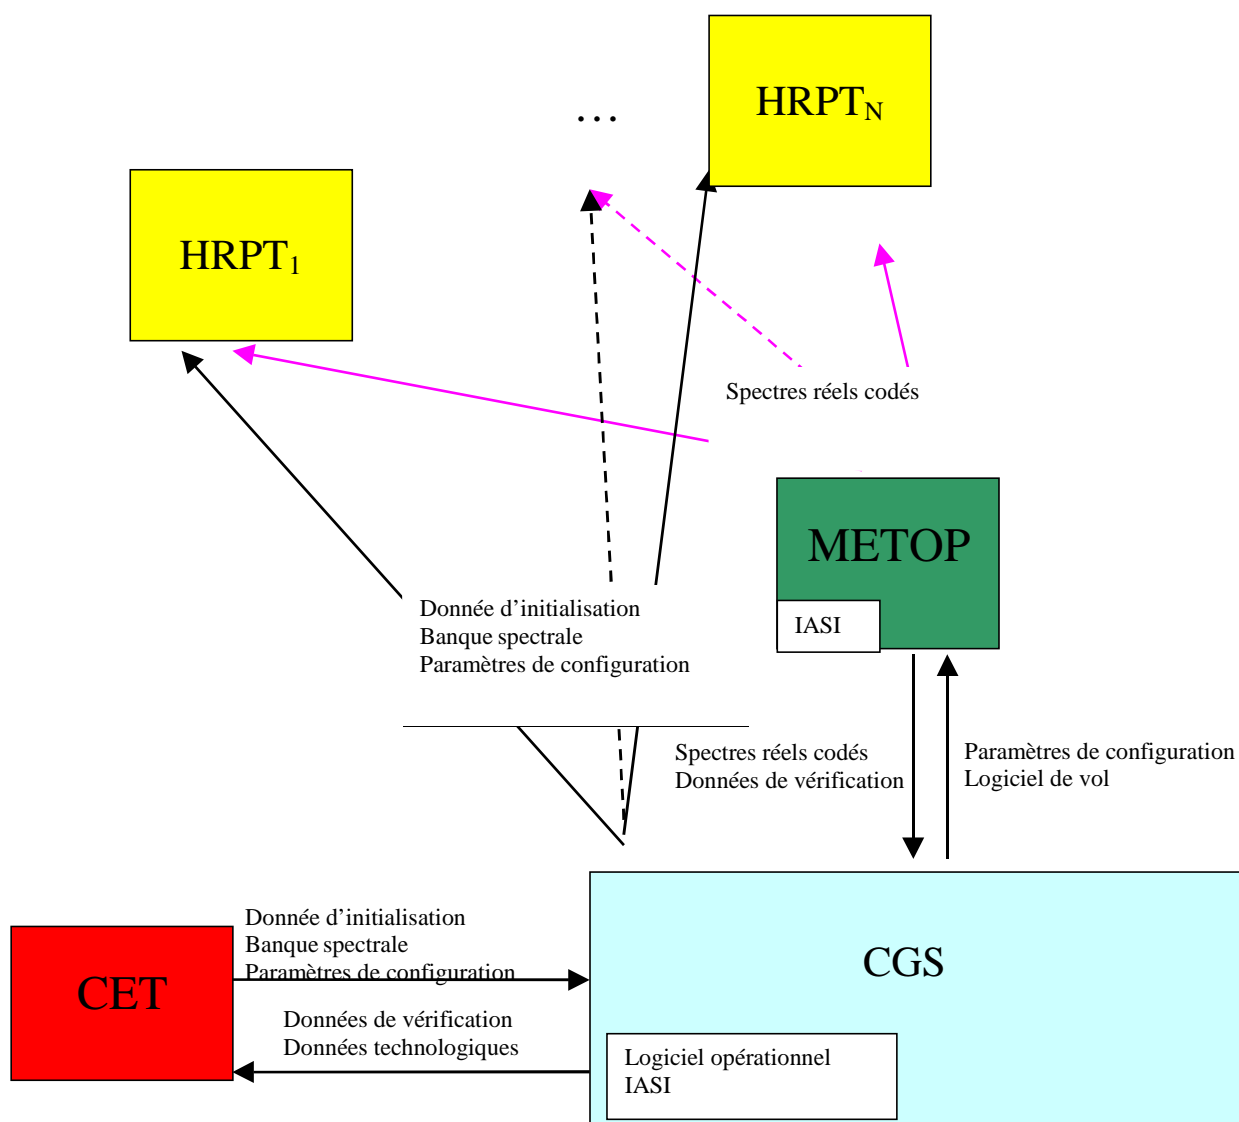 HRPTN
…
HRPT1
Spectres réels codés
METOP
IASI
Donnée d’initialisation
Banque spectrale
Paramètres de configuration
Spectres réels codés
Données de vérification
Paramètres de configuration
Logiciel de vol
Donnée d’initialisation
Banque spectrale
Paramètres de configuration
CET
CGS
Données de vérification
Données technologiques
Logiciel opérationnel
IASI